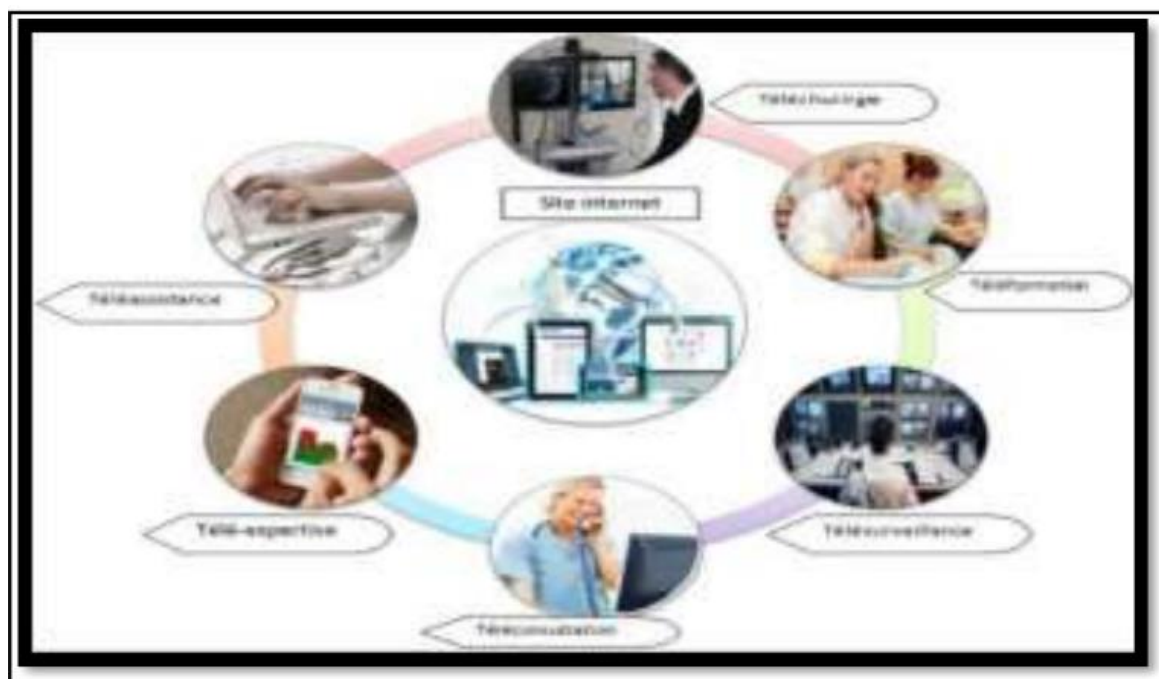 Téléchirurgie
Site internet
Téléassistance
Téléformation
Télé-expertise
Télésurveillance
Téléconsultation